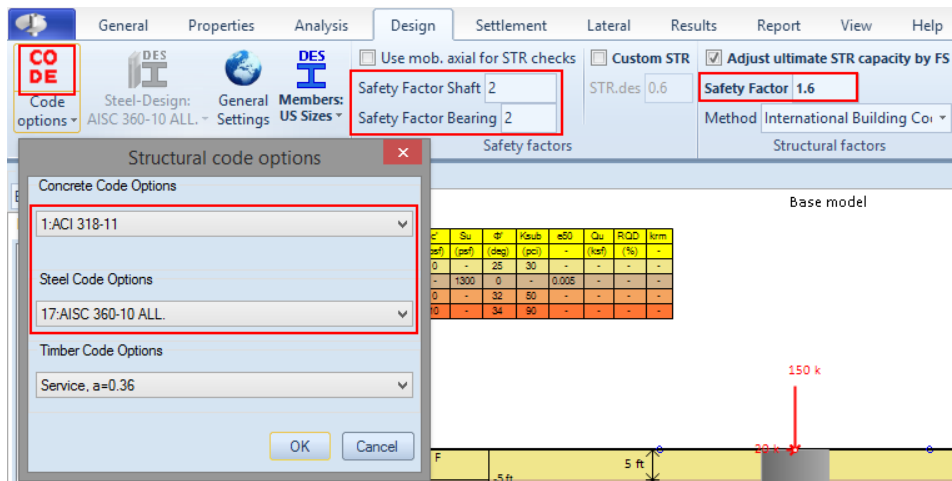 General Properties Analysis Design Settlement Lateral Results Report View Help
CO
DE
Code
options
DES
Steel-Design:
AISC 360-10 ALL.
General
Settings
DES
Members:
US Sizes
Use mob. axial for STR checks
Safety Factor Shaft 2
Safety Factor Bearing 2
Safety factors
Custom STR
STR.des 0.6
Adjust ultimate STR capacity by FS
Safety Factor 1.6
Method International Building Co
Structural factors
Structural code options
Concrete Code Options
1:ACI 318-11
Steel Code Options
17:AISC 360-10 ALL.
Timber Code Options
Service, a=0.36
OK Cancel
Base model
Su Φ' Ksub e50 Qu RQD krm
(psf) (deg) (pci) - (ksf) (%) -
0 - 25 30 - - - -
- 1300 0 - 0.005 - - -
0 - 32 50 - - - -
- 34 90 - - - -
150 k
20 k
F
-5 ft
5 ft